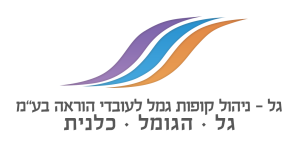 גל – ניהול קופות גמל לעובדי הוראה בע"מ
גל · הגומל · כלנית